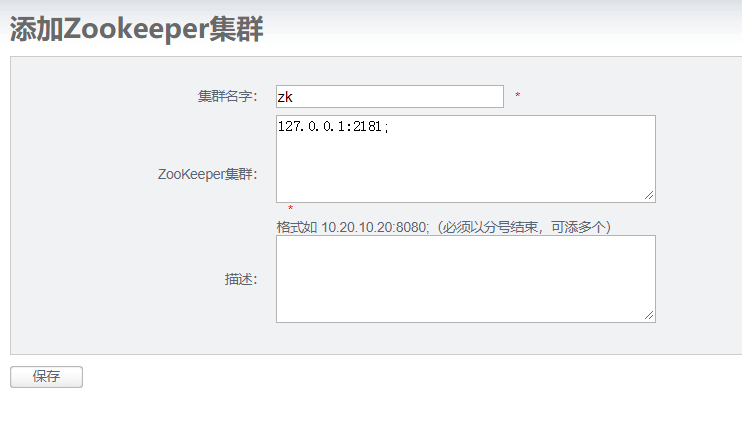 添加Zookeeper集群
集群名字： zk *
ZooKeeper集群： 127.0.0.1:2181;
*
格式如 10.20.10.20:8080;（必须以分号结束，可添多个）
描述：
保存